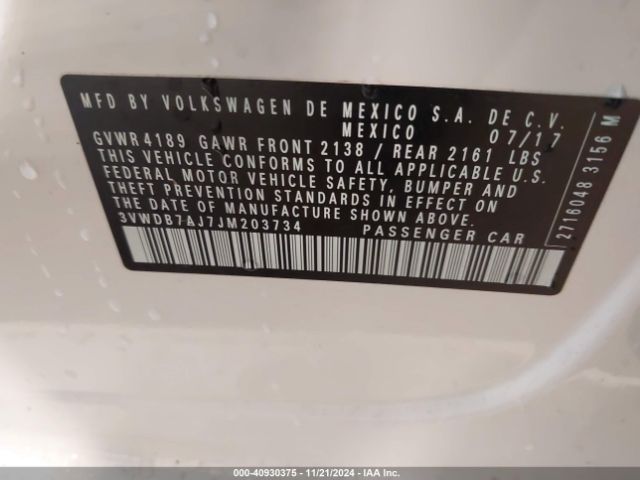 MFD BY VOLKSWAGEN DE MEXICO S.A. DE C.V.
MEXICO 07/17
GVWR 4189 GAWR FRONT 2138 / REAR 2161 LBS
THIS VEHICLE CONFORMS TO ALL APPLICABLE U.S.
FEDERAL MOTOR VEHICLE SAFETY, BUMPER AND
THEFT PREVENTION STANDARDS IN EFFECT ON THE
DATE OF MANUFACTURE SHOWN ABOVE.
3VWDB7AJ7JM203734 PASSENGER CAR
2716048 3156 M
000-40930375 - 11/21/2024 - IAA Inc.